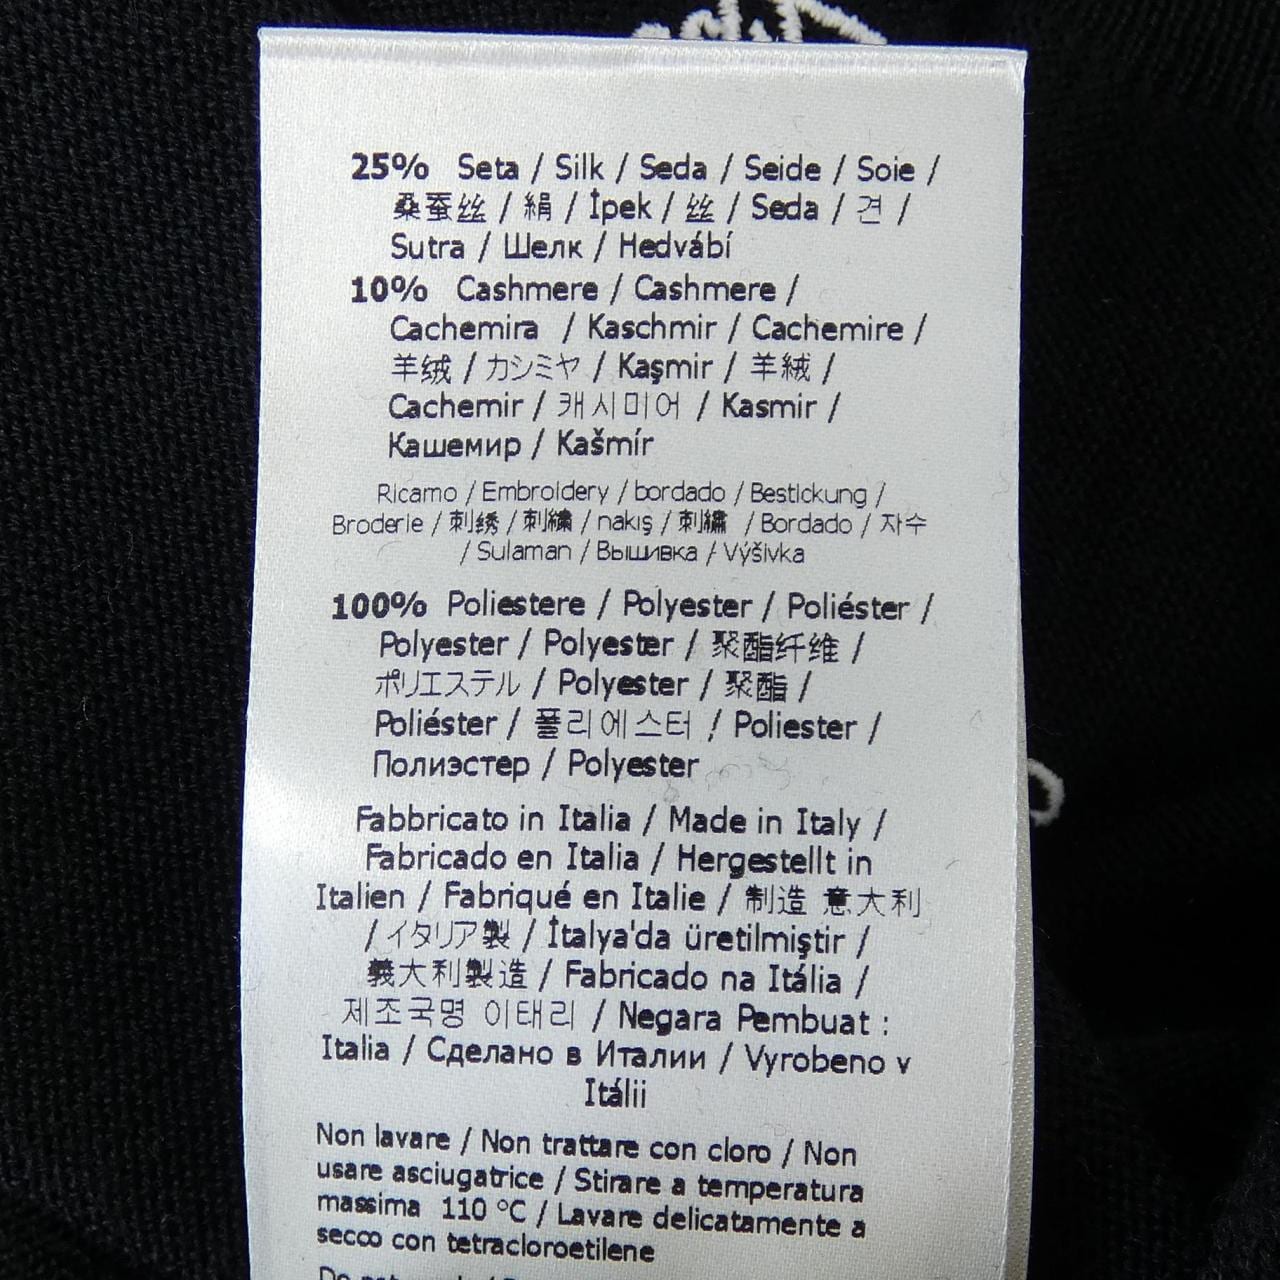 25% Seta / Silk / Seda / Seide / Soie /
桑蚕丝 / 絹 / İpek / 丝 / Seda / 견 /
Sutra / Шелк / Hedvábí
10% Cashmere / Cashmere /
Cachemira / Kaschmir / Cachemire /
羊绒 / カシミヤ / Kaşmir / 羊絨 /
Cachemir / 캐시미어 / Kasmir /
Кашемир / Kašmír
Ricamo / Embroidery / bordado / Bestickung /
Broderie / 刺绣 / 刺繍 / nakış / 刺繡 / Bordado / 자수
/ Sulaman / Вышивка / Výšivka
100% Poliestere / Polyester / Poliéster /
Polyester / Polyester / 聚酯纤维 /
ポリエステル / Polyester / 聚酯 /
Poliéster / 폴리에스터 / Poliester /
Полиэстер / Polyester
Fabbricato in Italia / Made in Italy /
Fabricado en Italia / Hergestellt in
Italien / Fabriqué en Italie / 制造 意大利
/ イタリア製 / İtalya'da üretilmiştir /
義大利製造 / Fabricado na Itália /
제조국명 이태리 / Negara Pembuat :
Italia / Сделано в Италии / Vyrobeno v
Itálii
Non lavare / Non trattare con cloro / Non
usare asciugatrice / Stirare a temperatura
massima 110 °C / Lavare delicatamente a
secco con tetracloroetilene